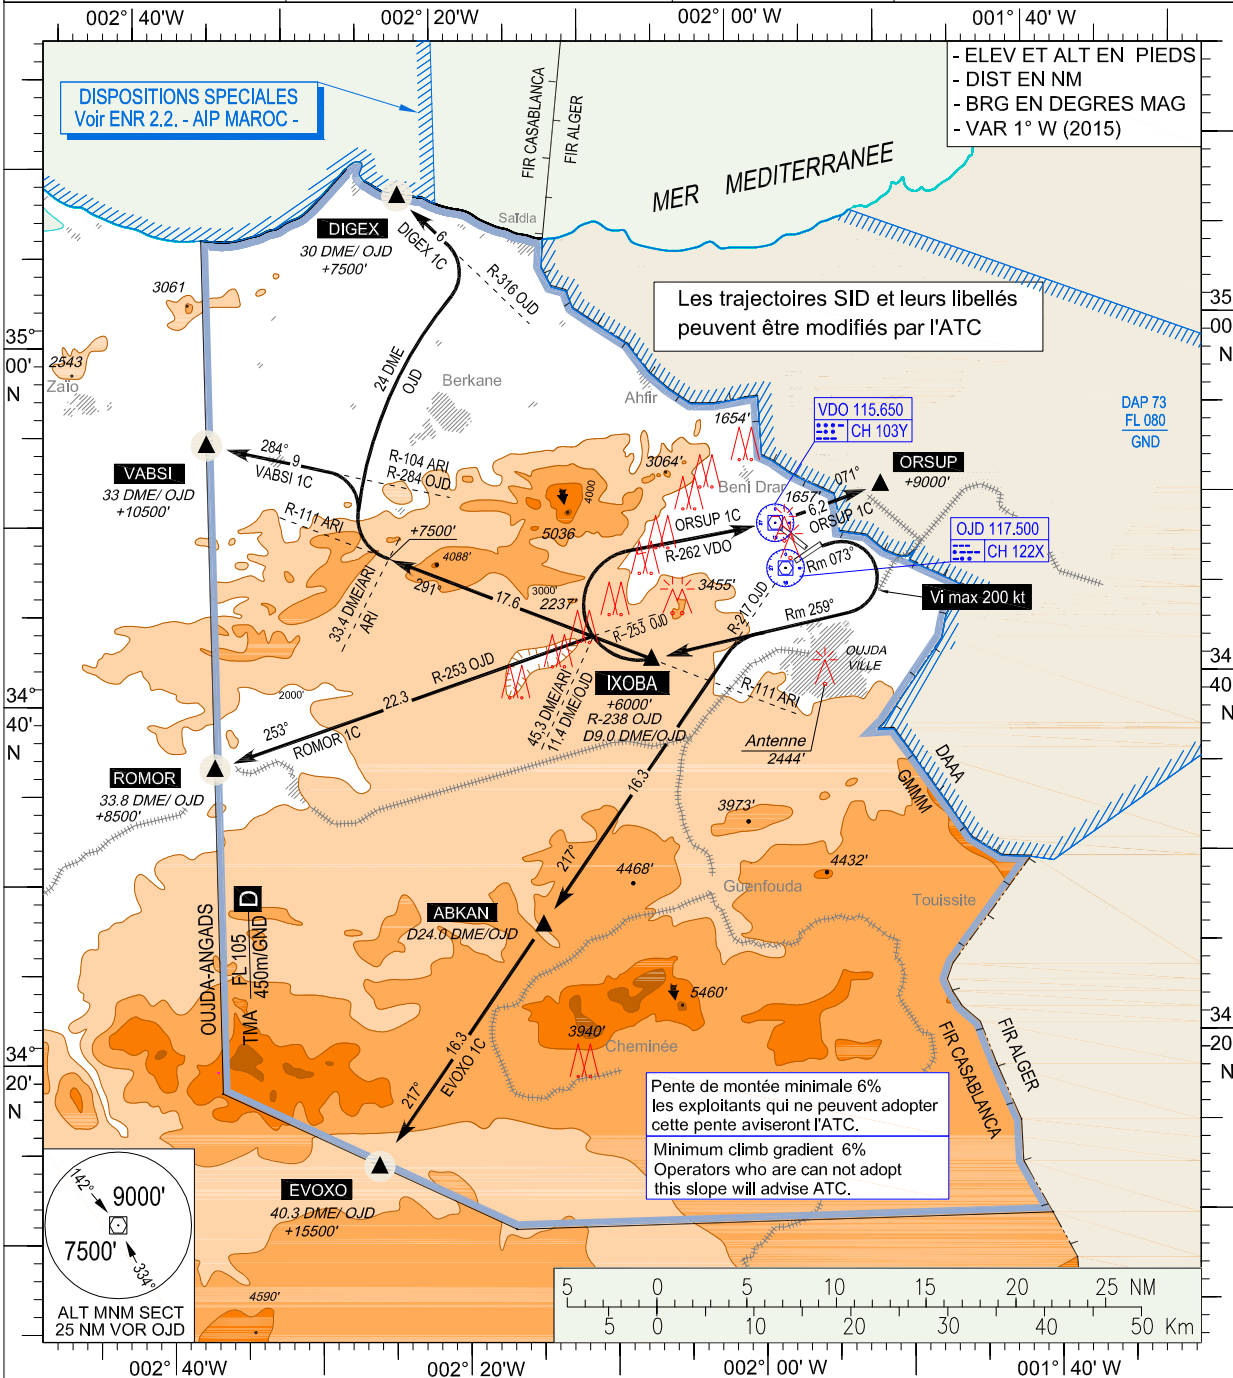 002° 40' W
002° 20' W
002° 00' W
001° 40' W
- ELEV ET ALT EN PIEDS
- DIST EN NM
- BRG EN DEGRES MAG
- VAR 1° W (2015)
DISPOSITIONS SPECIALES
Voir ENR 2.2. - AIP MAROC -
FIR CASABLANCA
FIR ALGER
MER MEDITERRANEE
Saïdia
DIGEX
30 DME/ OJD
+7500'
6
DIGEX 1C
R-316 OJD
3061
Les trajectoires SID et leurs libellés
peuvent être modifiés par l'ATC
35°
00'
N
35
00'
N
2543
Zaïo
24 DME
OJD
Berkane
Ahfir
1654'
DAP 73
FL 080
GND
VDO 115.650
CH 103Y
284°
9
VABSI 1C
R-104 ARI
R-284 OJD
3064'
VABSI
33 DME/ OJD
+10500'
Beni Drar
1657'
6.2
071°
ORSUP 1C
ORSUP
+9000'
R-111 ARI
4000
5036
ORSUP 1C
R-262 VDO
OJD 117.500
CH 122X
+7500'
4088'
291°
17.6
3000'
2237'
3455'
Rm 073°
Vi max 200 kt
33.4 DME/ARI
ARI
R-253 OJD
R-217 OJD
Rm 259°
OUJDA
VILLE
R-253 OJD
22.3
2000'
253°
ROMOR 1C
IXOBA
+6000'
R-238 OJD
D9.0 DME/OJD
R-111 ARI
45.3 DME/ARI
11.4 DME/OJD
34°
40'
N
34
40'
N
Antenne
2444'
ROMOR
33.8 DME/ OJD
+8500'
16.3
DAAA
GMMM
3973'
217°
4468'
4432'
Guenfouda
Touissite
ABKAN
D24.0 DME/OJD
OUJDA-ANGADS
TMA
FL 105
450m/GND
D
5460'
3940'
Cheminée
16.3
EVOXO 1C
217°
FIR CASABLANCA
FIR ALGER
34°
20'
N
34
20'
N
Pente de montée minimale 6%
les exploitants qui ne peuvent adopter
cette pente aviseront l'ATC.
Minimum climb gradient 6%
Operators who are can not adopt
this slope will advise ATC.
EVOXO
40.3 DME/ OJD
+15500'
142°
9000'
7500'
334°
ALT MNM SECT
25 NM VOR OJD
4590'
5 0 5 10 15 20 25 NM
5 0 10 20 30 40 50 Km
002° 40' W
002° 20' W
002° 00' W
001° 40' W